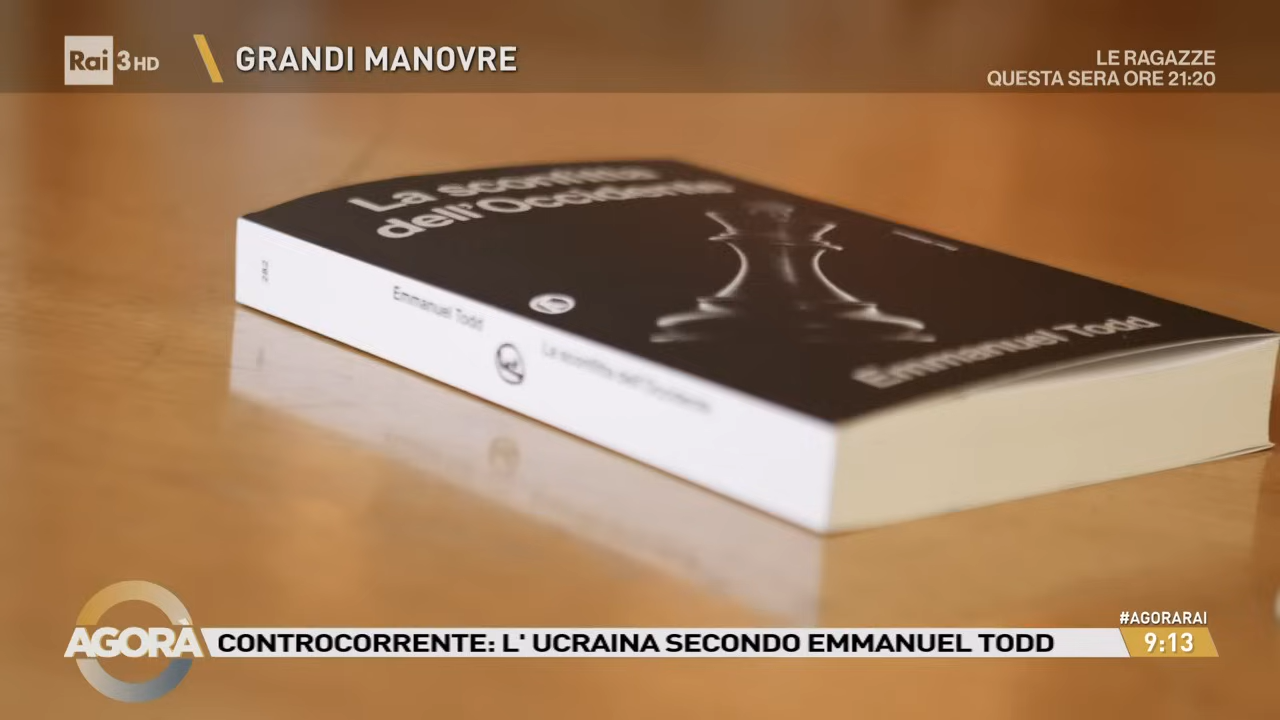 Rai 3HD
GRANDI MANOVRE
LE RAGAZZE
QUESTA SERA ORE 21:20
La sconfitta
dell'Occidente
282
Emmanuel Todd
La sconfitta dell'Occidente
Emmanuel Todd
#AGORARAI
AGORÀ
CONTROCORRENTE: L' UCRAINA SECONDO EMMANUEL TODD
9:13